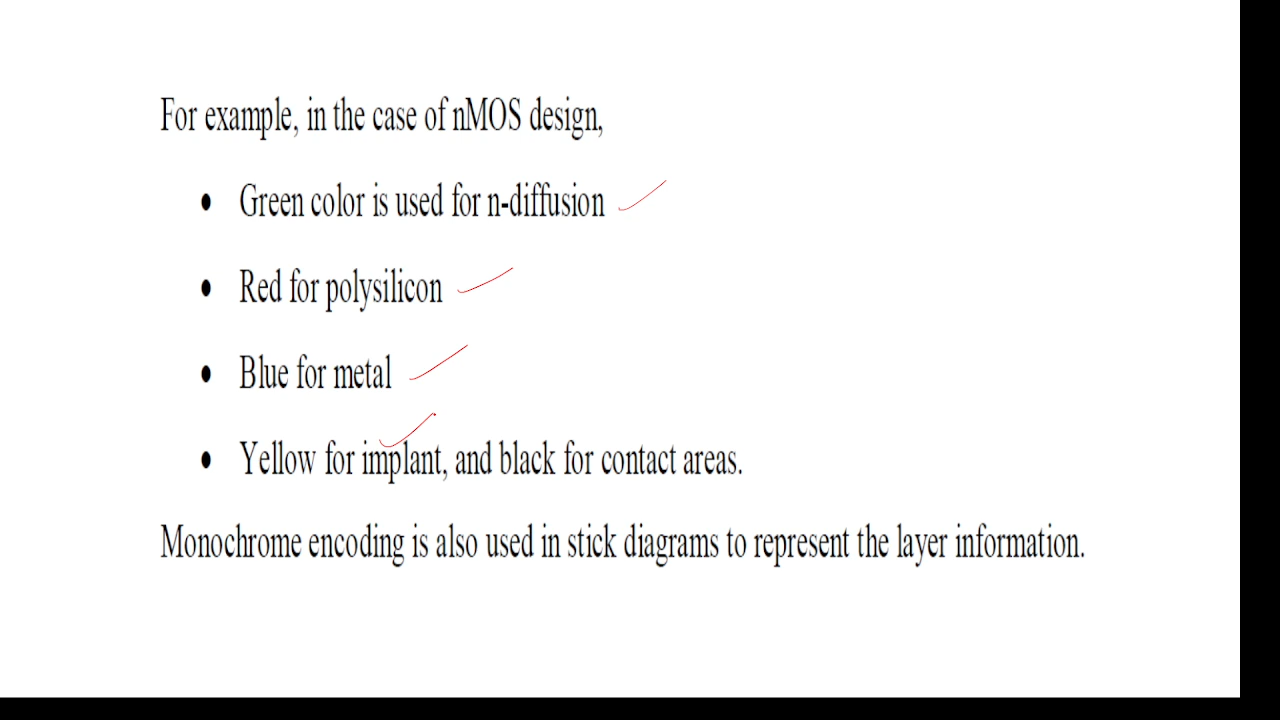 For example, in the case of nMOS design,
• Green color is used for n-diffusion
• Red for polysilicon
• Blue for metal
• Yellow for implant, and black for contact areas.
Monochrome encoding is also used in stick diagrams to represent the layer information.